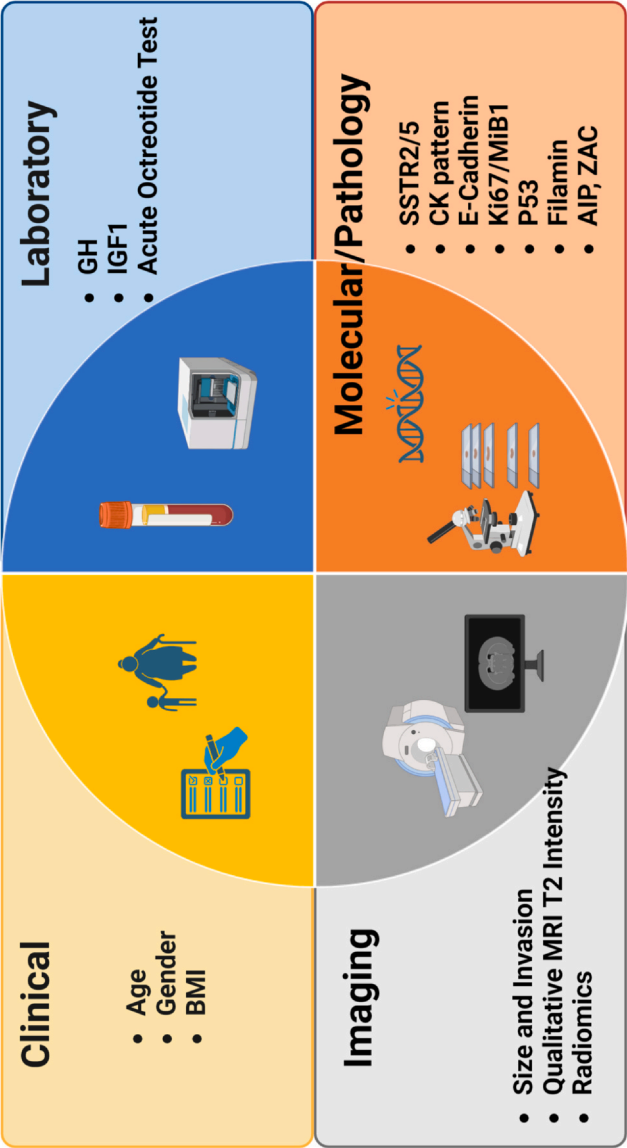 Clinical
• Age
• Gender
• BMI
Laboratory
• GH
• IGF1
• Acute Octreotide Test
Imaging
• Size and Invasion
• Qualitative MRI T2 Intensity
• Radiomics
Molecular/Pathology
• SSTR2/5
• CK pattern
• E-Cadherin
• Ki67/MiB1
• P53
• Filamin
• AIP, ZAC